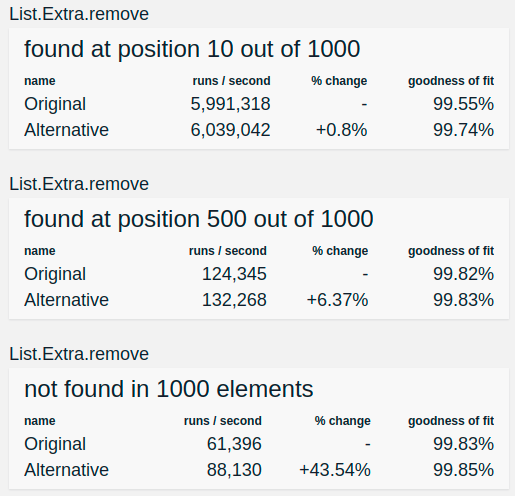 List.Extra.remove
found at position 10 out of 1000
name runs / second % change goodness of fit
Original 5,991,318 - 99.55%
Alternative 6,039,042 +0.8% 99.74%
List.Extra.remove
found at position 500 out of 1000
name runs / second % change goodness of fit
Original 124,345 - 99.82%
Alternative 132,268 +6.37% 99.83%
List.Extra.remove
not found in 1000 elements
name runs / second % change goodness of fit
Original 61,396 - 99.83%
Alternative 88,130 +43.54% 99.85%